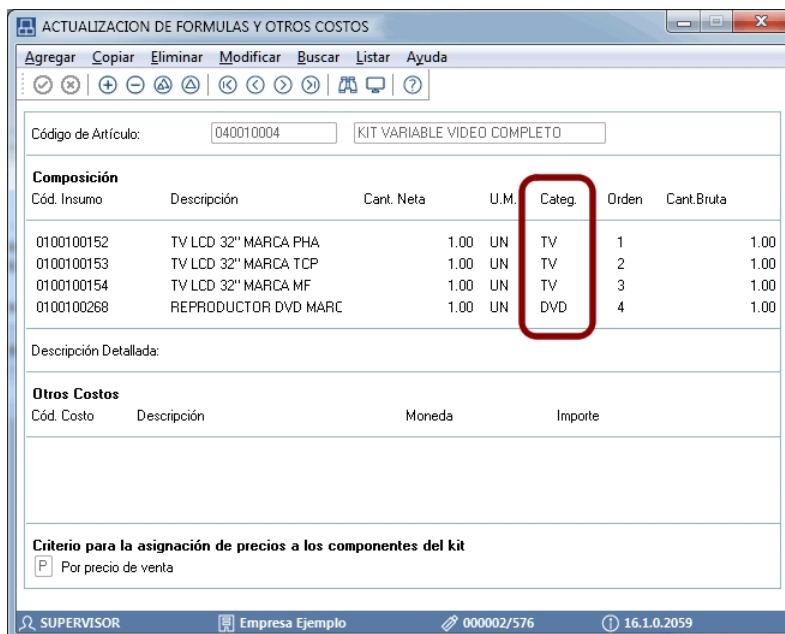 ACTUALIZACION DE FORMULAS Y OTROS COSTOS
Agregar Copiar Eliminar Modificar Buscar Listar Ayuda
Código de Artículo: 040010004 KIT VARIABLE VIDEO COMPLETO
Composición
Cód. Insumo Descripción Cant. Neta U.M. Categ. Orden Cant.Bruta
0100100152 TV LCD 32" MARCA PHA 1.00 UN TV 1 1.00
0100100153 TV LCD 32" MARCA TCP 1.00 UN TV 2 1.00
0100100154 TV LCD 32" MARCA MF 1.00 UN TV 3 1.00
0100100268 REPRODUCTOR DVD MARC 1.00 UN DVD 4 1.00
Descripción Detallada:
Otros Costos
Cód. Costo Descripción Moneda Importe
Criterio para la asignación de precios a los componentes del kit
P Por precio de venta
SUPERVISOR Empresa Ejemplo 000002/576 16.1.0.2059